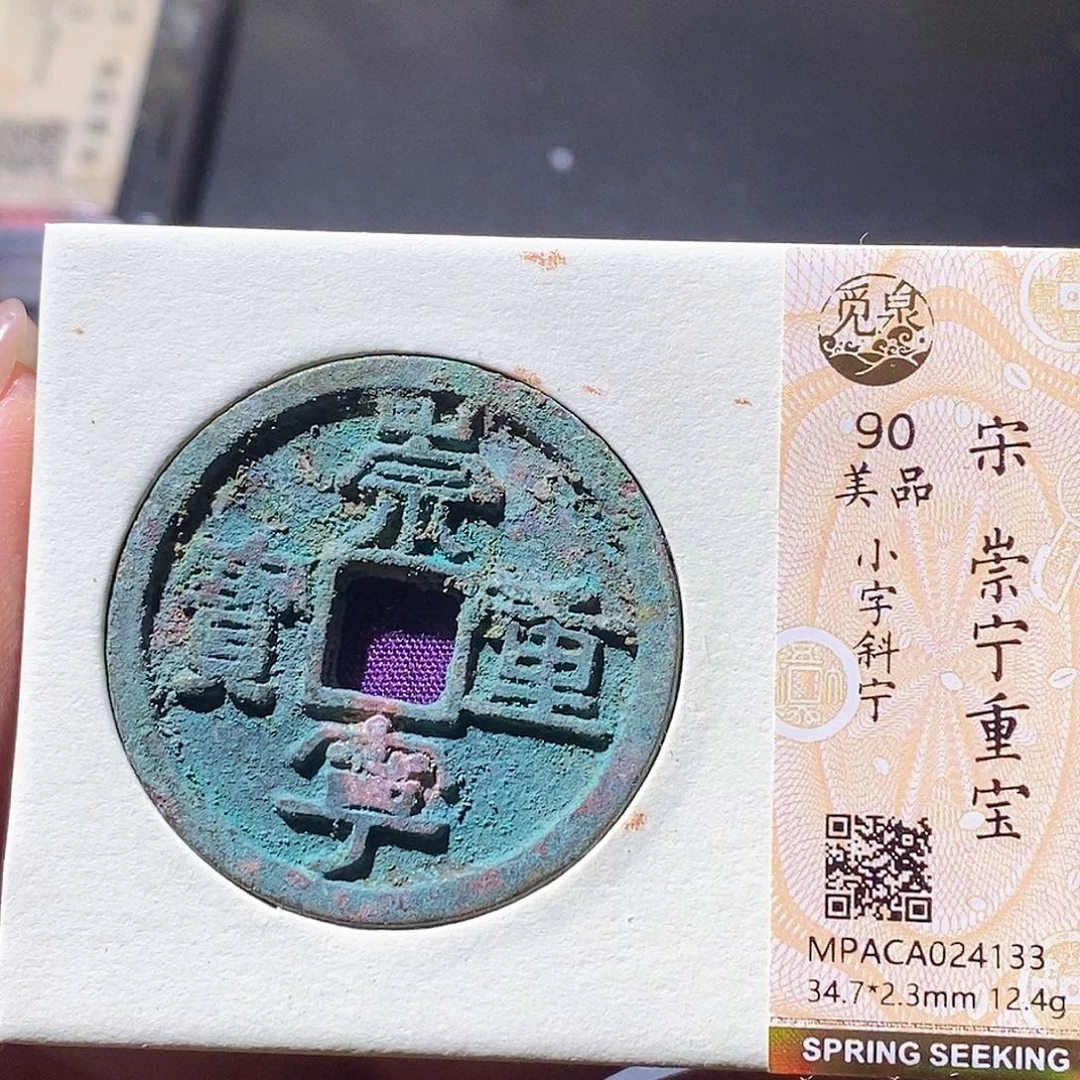 崇
重
寶
寧
觅泉
90
美品
小字斜宁
宋 崇宁重宝
MPACA024133
34.7*2.3mm 12.4g
SPRING SEEKING